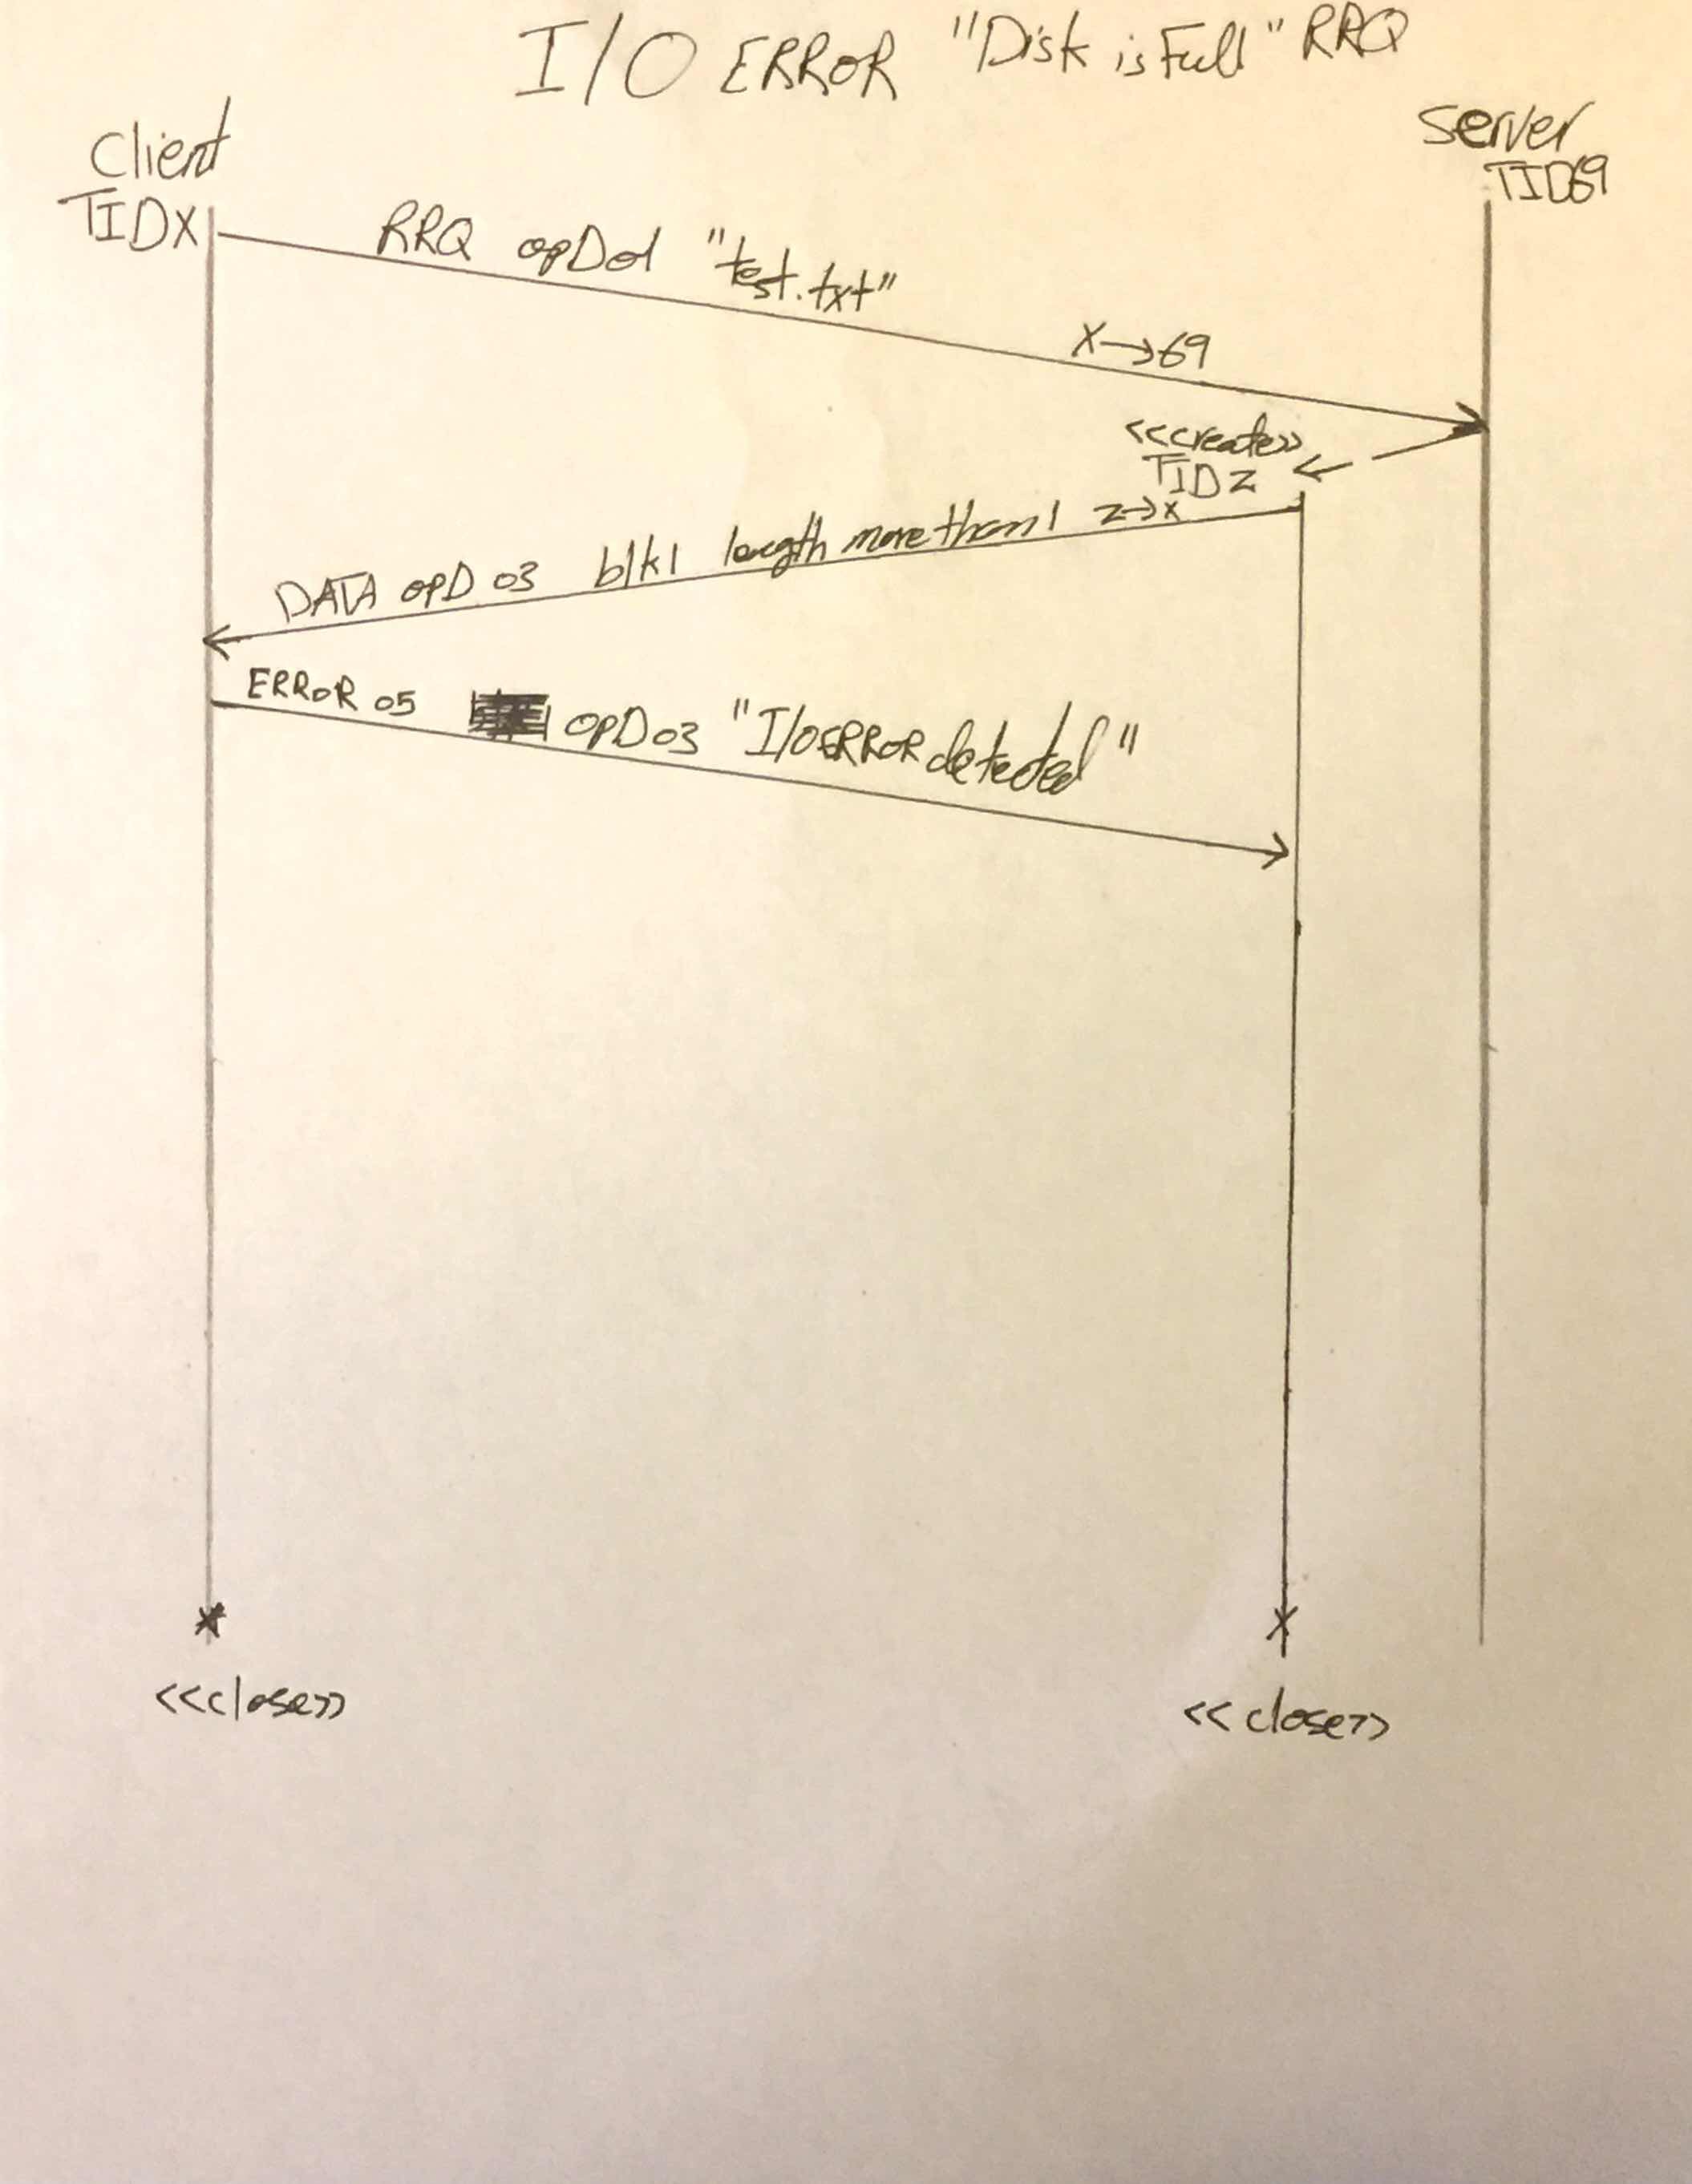 I/O ERROR "Disk is Full" RRQ
Client
TIDX
Server
TID69
RRQ opD01 "test.txt"
X→69
<<create>>
TIDZ
DATA opD 03 blk1 length more than 1 z→x
ERROR 05 opD03 "I/O ERROR detected"
<<close>>
<<close>>